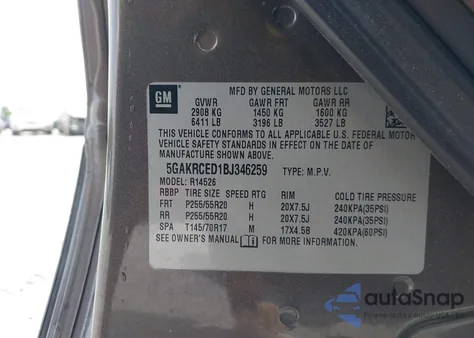 GM
MFD BY GENERAL MOTORS LLC
GVWR GAWR FRT GAWR RR
2908 KG 1450 KG 1600 KG
6411 LB 3196 LB 3527 LB
THIS VEHICLE CONFORMS TO ALL APPLICABLE U.S. FEDERAL MOTOR
VEHICLE SAFETY STANDARDS IN EFFECT ON THE DATE OF
MANUFACTURE SHOWN ABOVE.
5GAKRCED1BJ346259 TYPE: M.P.V.
MODEL: R14526
RBBP TIRE SIZE SPEED RTG RIM COLD TIRE PRESSURE
FRT P255/55R20 H 20X7.5J 240KPA(35PSI)
RR P255/55R20 H 20X7.5J 240KPA(35PSI)
SPA T145/70R17 M 17X4.5B 420KPA(60PSI)
SEE OWNER'S MANUAL
autoSnap